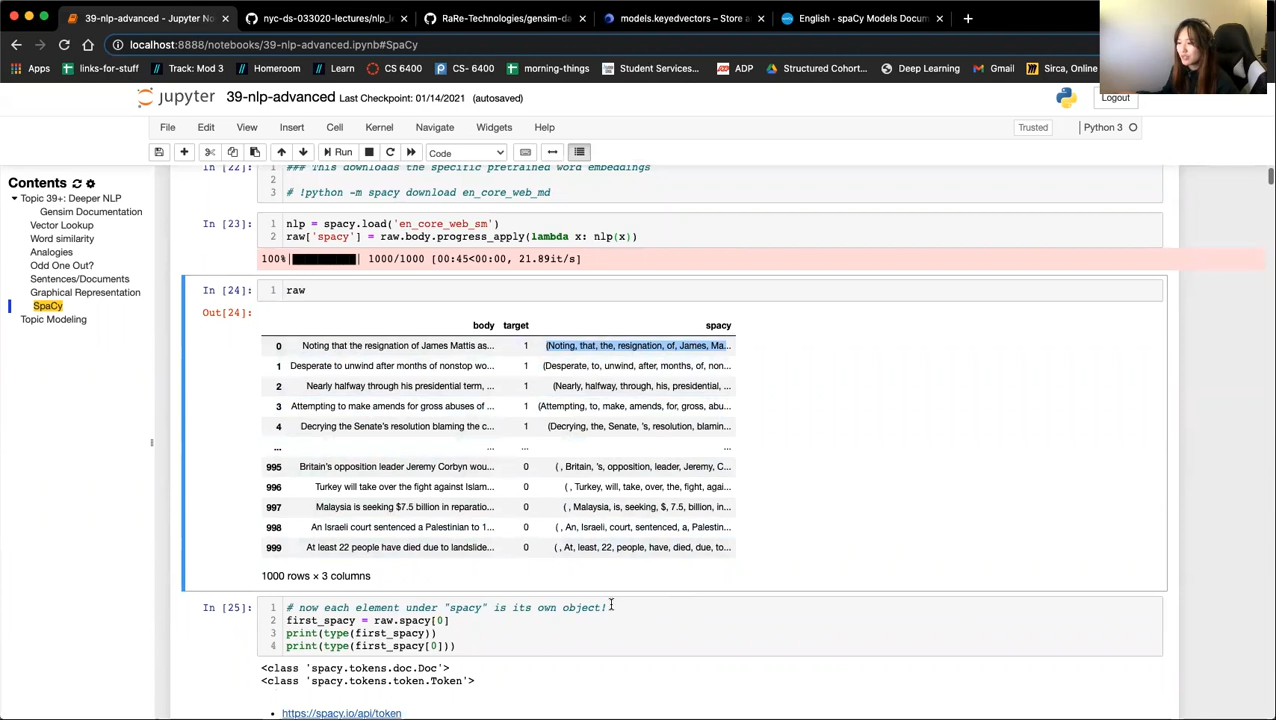 39-nlp-advanced - Jupyter No
nyc-ds-033020-lectures/nlp_l
RaRe-Technologies/gensim-da
models.keyedvectors – Store a
English · spaCy Models Docum
localhost:8888/notebooks/39-nlp-advanced.ipynb#SpaCy
Apps links-for-stuff Track: Mod 3 Homeroom Learn CS 6400 CS- 6400 morning-things Student Services... ADP Structured Cohort... Deep Learning Gmail Sirca, Online
jupyter 39-nlp-advanced Last Checkpoint: 01/14/2021 (autosaved) Logout
File Edit View Insert Cell Kernel Navigate Widgets Help Trusted Python 3
Run Code
Contents
Topic 39+: Deeper NLP
Gensim Documentation
Vector Lookup
Word similarity
Analogies
Odd One Out?
Sentences/Documents
Graphical Representation
SpaCy
Topic Modeling
In [22]: 1 ### This downloads the specific pretrained word embeddings
2
3 # !python -m spacy download en_core_web_md
In [23]: 1 nlp = spacy.load('en_core_web_sm')
2 raw['spacy'] = raw.body.progress_apply(lambda x: nlp(x))
100%| | 1000/1000 [00:45<00:00, 21.89it/s]
In [24]: 1 raw
Out[24]:
body target spacy
0 Noting that the resignation of James Mattis as... 1 (Noting, that, the, resignation, of, James, Ma...
1 Desperate to unwind after months of nonstop wo... 1 (Desperate, to, unwind, after, months, of, non...
2 Nearly halfway through his presidential term, ... 1 (Nearly, halfway, through, his, presidential, ...
3 Attempting to make amends for gross abuses of ... 1 (Attempting, to, make, amends, for, gross, abu...
4 Decrying the Senate's resolution blaming the c... 1 (Decrying, the, Senate, 's, resolution, blamin...
... ... ... ...
995 Britain's opposition leader Jeremy Corbyn wou... 0 ( , Britain, 's, opposition, leader, Jeremy, C...
996 Turkey will take over the fight against Islam... 0 ( , Turkey, will, take, over, the, fight, agai...
997 Malaysia is seeking $7.5 billion in reparatio... 0 ( , Malaysia, is, seeking, $, 7.5, billion, in...
998 An Israeli court sentenced a Palestinian to 1... 0 ( , An, Israeli, court, sentenced, a, Palestin...
999 At least 22 people have died due to landslide... 0 ( , At, least, 22, people, have, died, due, to...
1000 rows × 3 columns
In [25]: 1 # now each element under "spacy" is its own object!
2 first_spacy = raw.spacy[0]
3 print(type(first_spacy))
4 print(type(first_spacy[0]))
<class 'spacy.tokens.doc.Doc'>
<class 'spacy.tokens.token.Token'>
• https://spacy.io/api/token